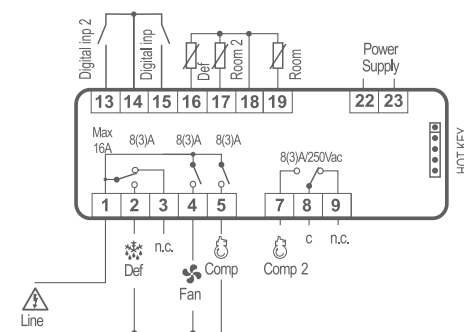 Digital inp 2
Digital inp
Def
Room 2
Room
Power
Supply
13 14 15 16 17 18 19 22 23
Max
16A
8(3)A 8(3)A 8(3)A
8(3)A/250Vac
HOT KEY
1 2 3 4 5 7 8 9
Def
n.c.
Fan
Comp
Comp 2
c
n.c.
Line